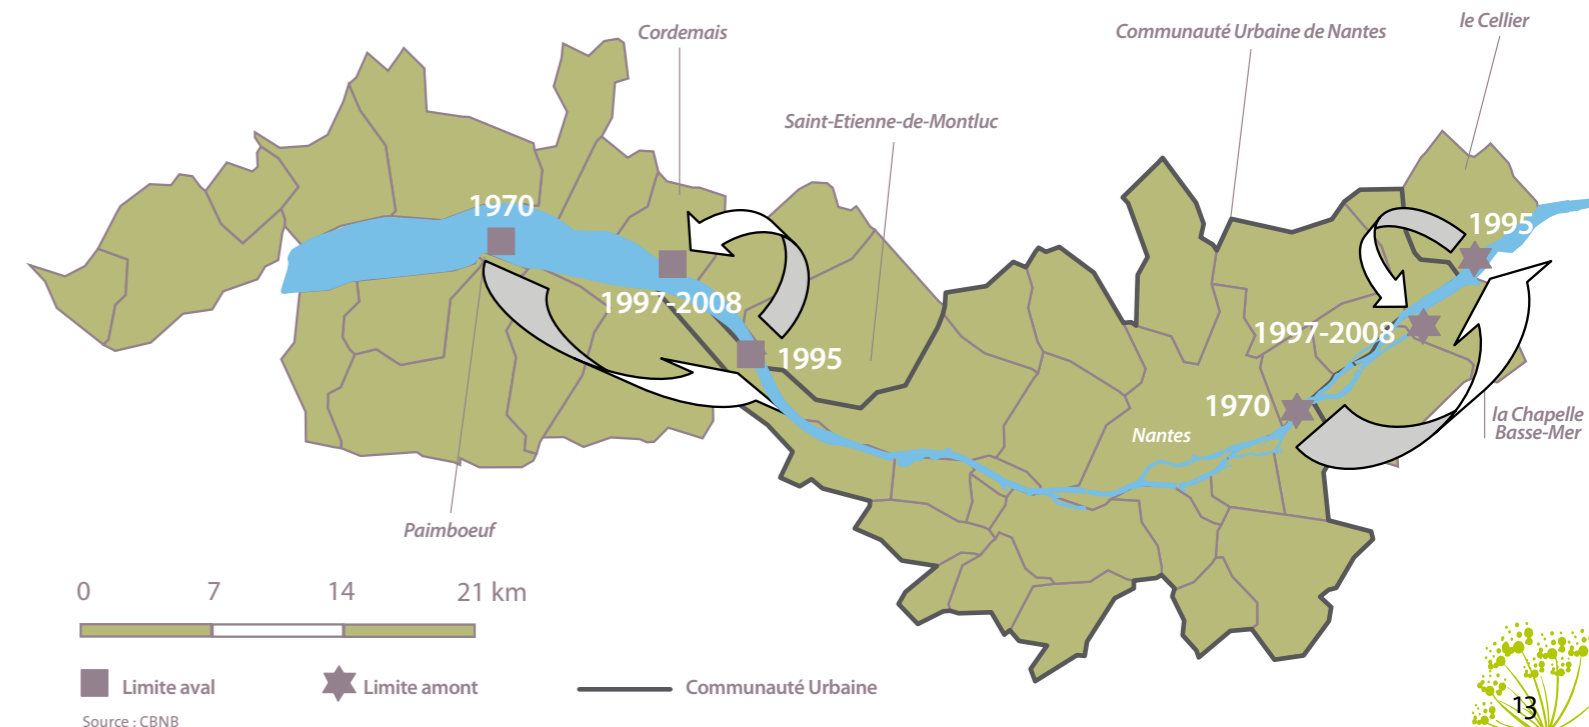 le Cellier
Cordemais
Communauté Urbaine de Nantes
Saint-Etienne-de-Montluc
1970
1995
1997-2008
1997-2008
1995
1970
la Chapelle
Basse-Mer
Nantes
Paimboeuf
0 7 14 21 km
Limite aval
Limite amont
Communauté Urbaine
Source : CBNB
13